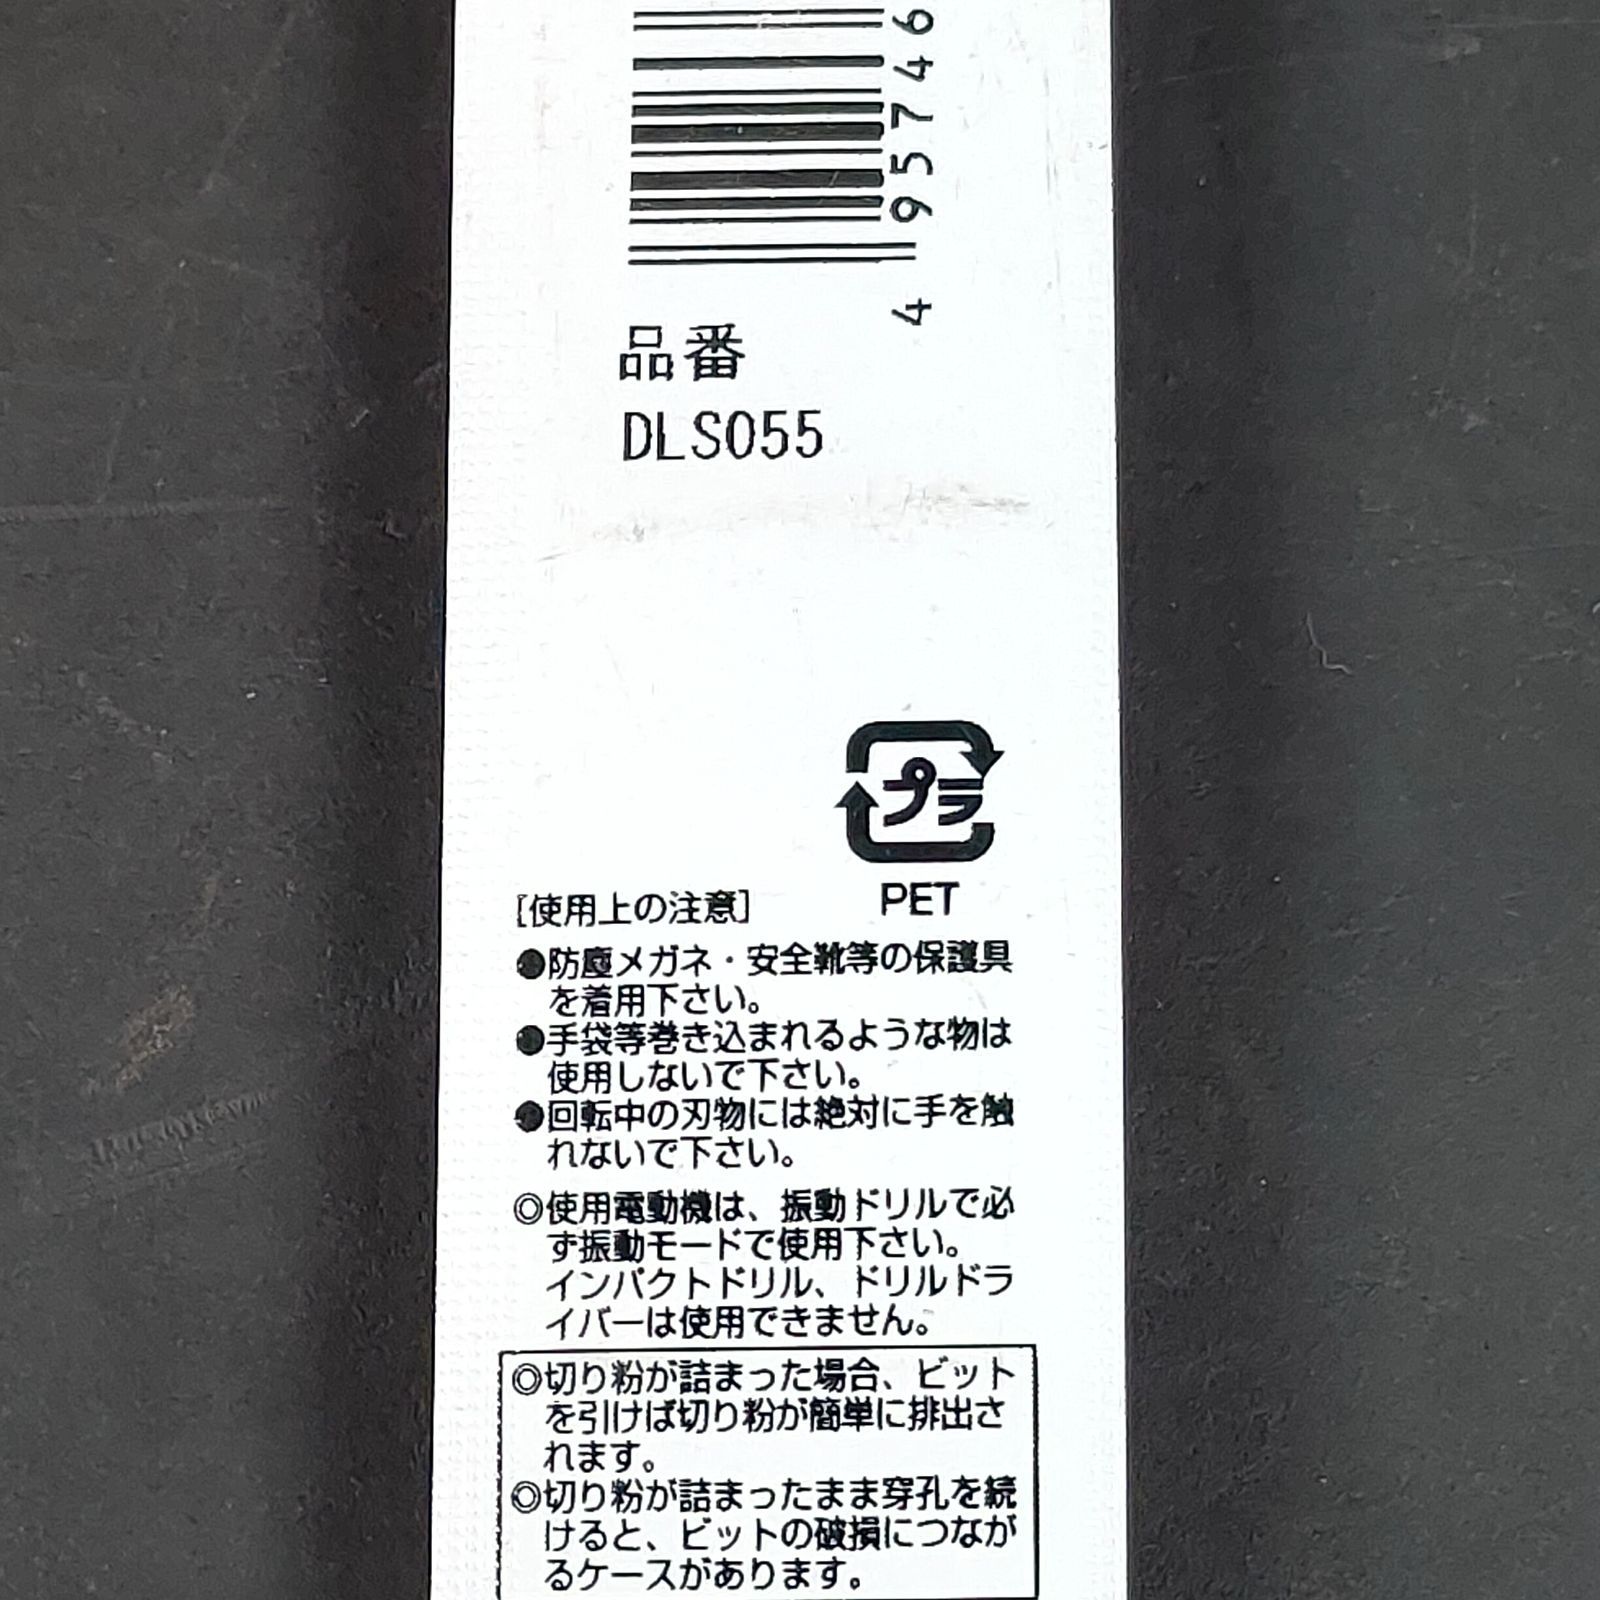 4 957466
品番
DLS055
プラ
PET
[使用上の注意]
●防塵メガネ・安全靴等の保護具
を着用下さい。
●手袋等巻き込まれるような物は
使用しないで下さい。
●回転中の刃物には絶対に手を触
れないで下さい。
◎使用電動機は、振動ドリルで必
ず振動モードで使用下さい。
インパクトドリル、ドリルドラ
イバーは使用できません。
◎切り粉が詰まった場合、ビット
を引けば切り粉が簡単に排出さ
れます。
◎切り粉が詰まったまま穿孔を続
けると、ビットの破損につなが
るケースがあります。